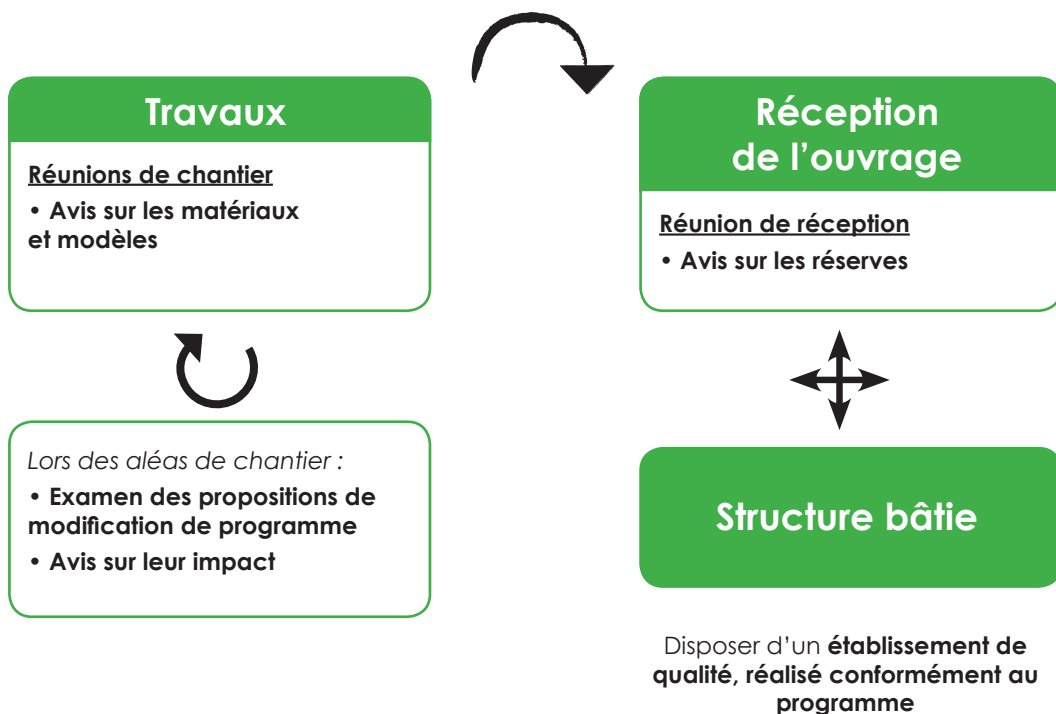 Travaux
Réunions de chantier
• Avis sur les matériaux
et modèles
Lors des aléas de chantier :
• Examen des propositions de
modification de programme
• Avis sur leur impact
Réception
de l’ouvrage
Réunion de réception
• Avis sur les réserves
Structure bâtie
Disposer d’un établissement de
qualité, réalisé conformément au
programme